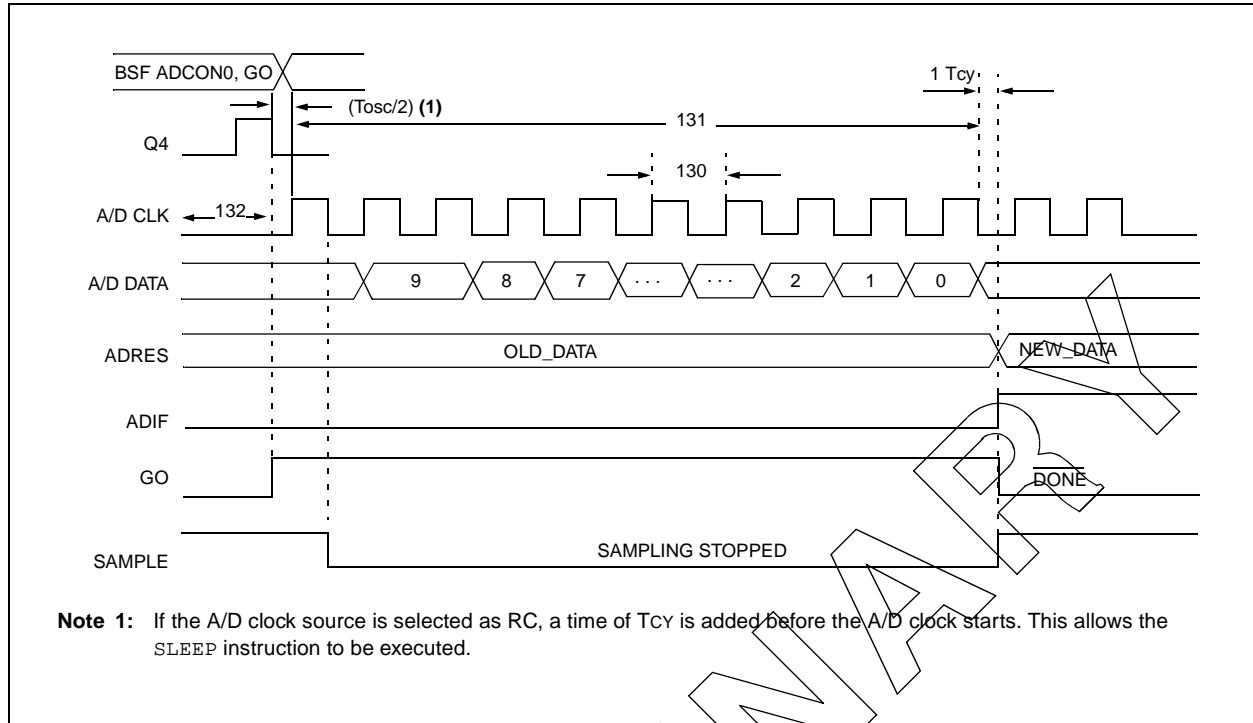 BSF ADCON0, GO
1 Tcy
(Tosc/2) (1)
131
Q4
130
A/D CLK
132
A/D DATA
9 8 7 ... ... 2 1 0
ADRES
OLD_DATA
NEW_DATA
ADIF
GO
DONE
SAMPLE
SAMPLING STOPPED
Note 1: If the A/D clock source is selected as RC, a time of TCY is added before the A/D clock starts. This allows the
SLEEP instruction to be executed.
NARY